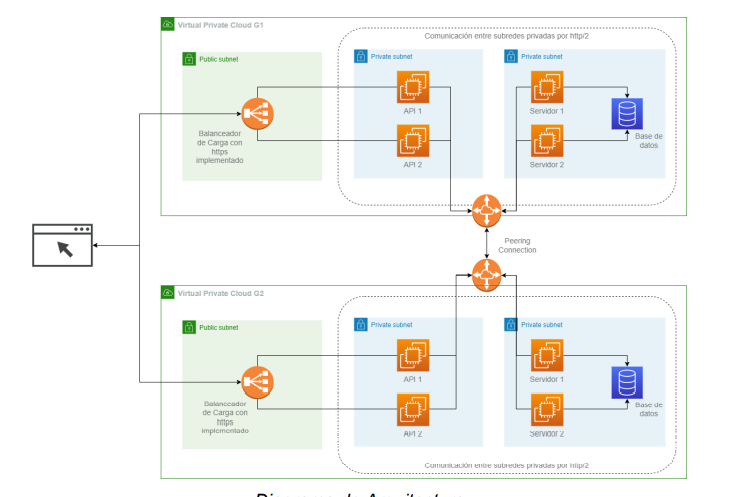 Virtual Private Cloud G1
Comunicación entre subredes privadas por http/2
Public subnet
Private subnet
Private subnet
API 1
Servidor 1
Balanceador
de Carga con
https
implementado
Base de
datos
API 2
Servidor 2
Peering
Connection
Virtual Private Cloud G2
Public subnet
Private subnet
Private subnet
API 1
Servidor 1
Balanceador
de Carga con
https
implementado
Base de
datos
API 2
Servidor 2
Comunicación entre subredes privadas por http/2
Diagrama de Arquitectura